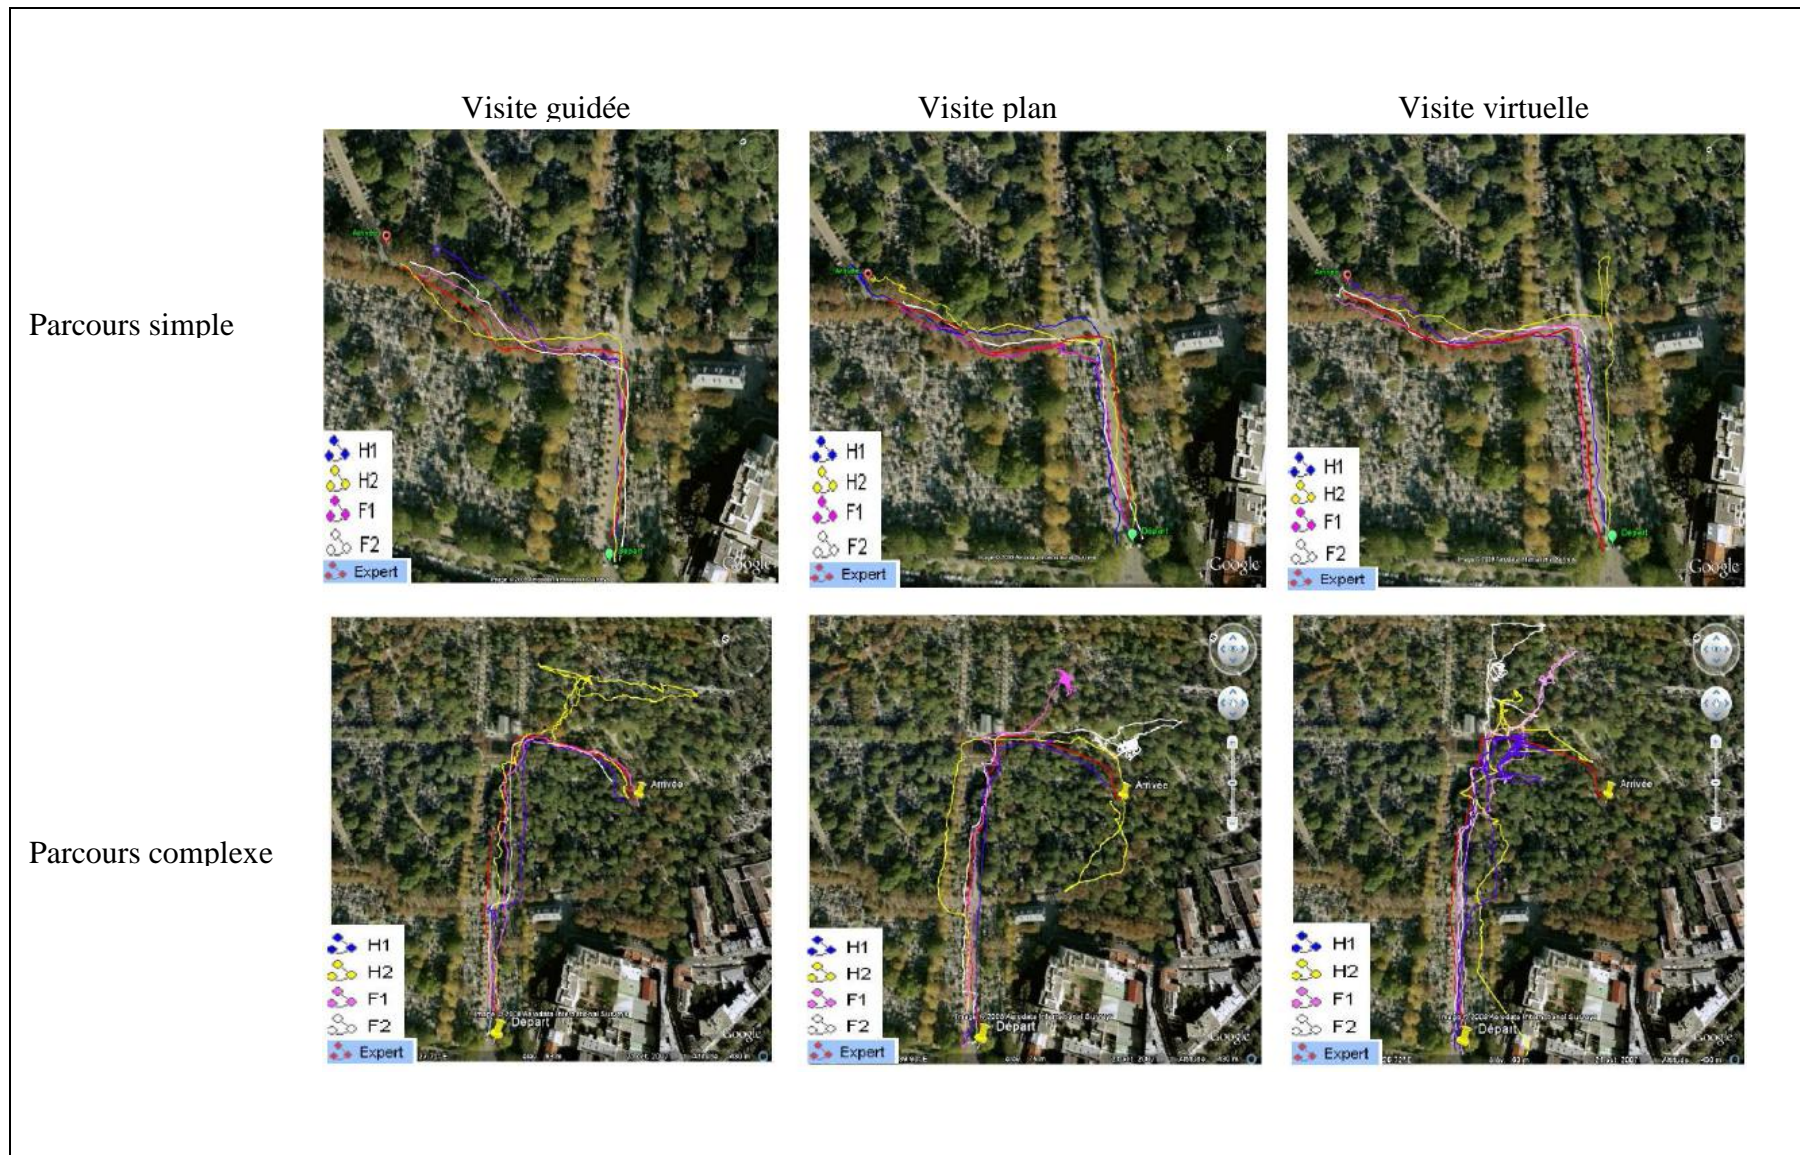 Visite guidée
Visite plan
Visite virtuelle
Parcours simple
Arrivée
Départ
H1
H2
F1
F2
Expert
Google
Arrivée
Départ
H1
H2
F1
F2
Expert
Google
Arrivée
Départ
H1
H2
F1
F2
Expert
Google
Parcours complexe
Arrivée
Départ
H1
H2
F1
F2
Expert
Google
Arrivée
Départ
H1
H2
F1
F2
Expert
Google
Arrivée
Départ
H1
H2
F1
F2
Expert
Google